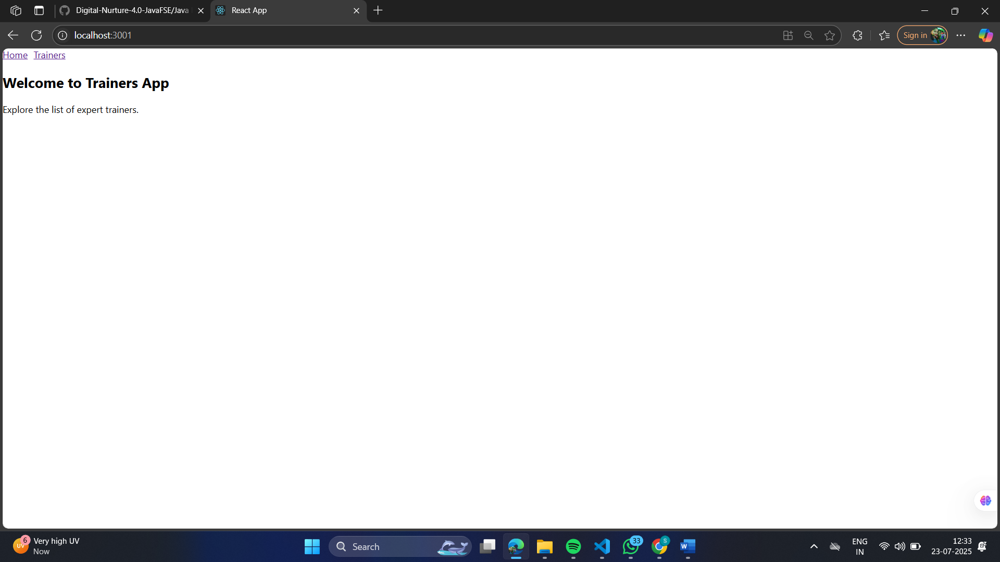 Digital-Nurture-4.0-JavaFSE/Java
React App
localhost:3001
Sign in
Home Trainers
Welcome to Trainers App
Explore the list of expert trainers.
6
UV
Very high UV
Now
Search
33
S
W
ENG
IN
12:33
23-07-2025